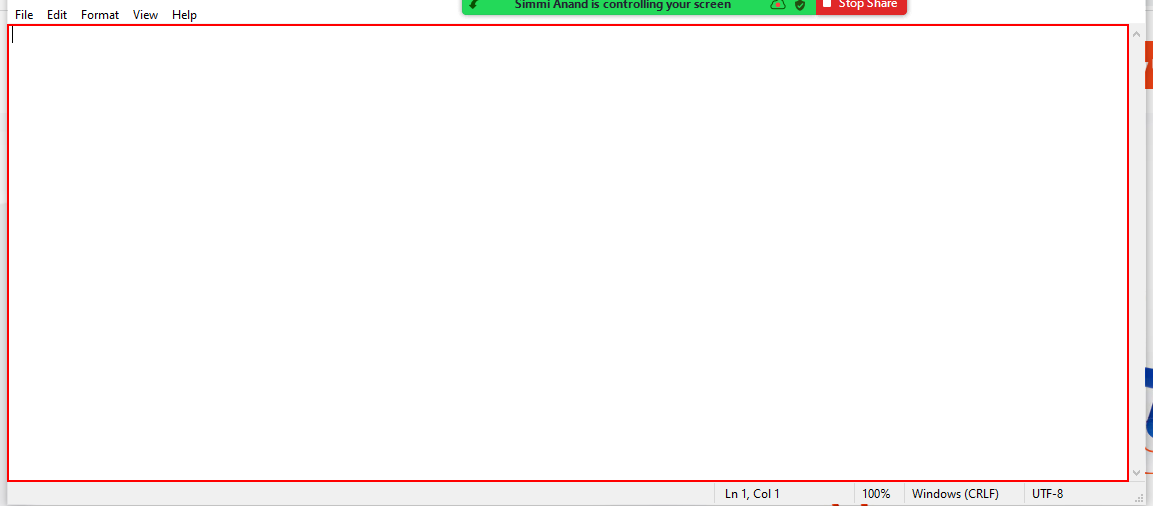 Simmi Anand is controlling your screen
Stop Share
File Edit Format View Help
Ln 1, Col 1
100%
Windows (CRLF)
UTF-8